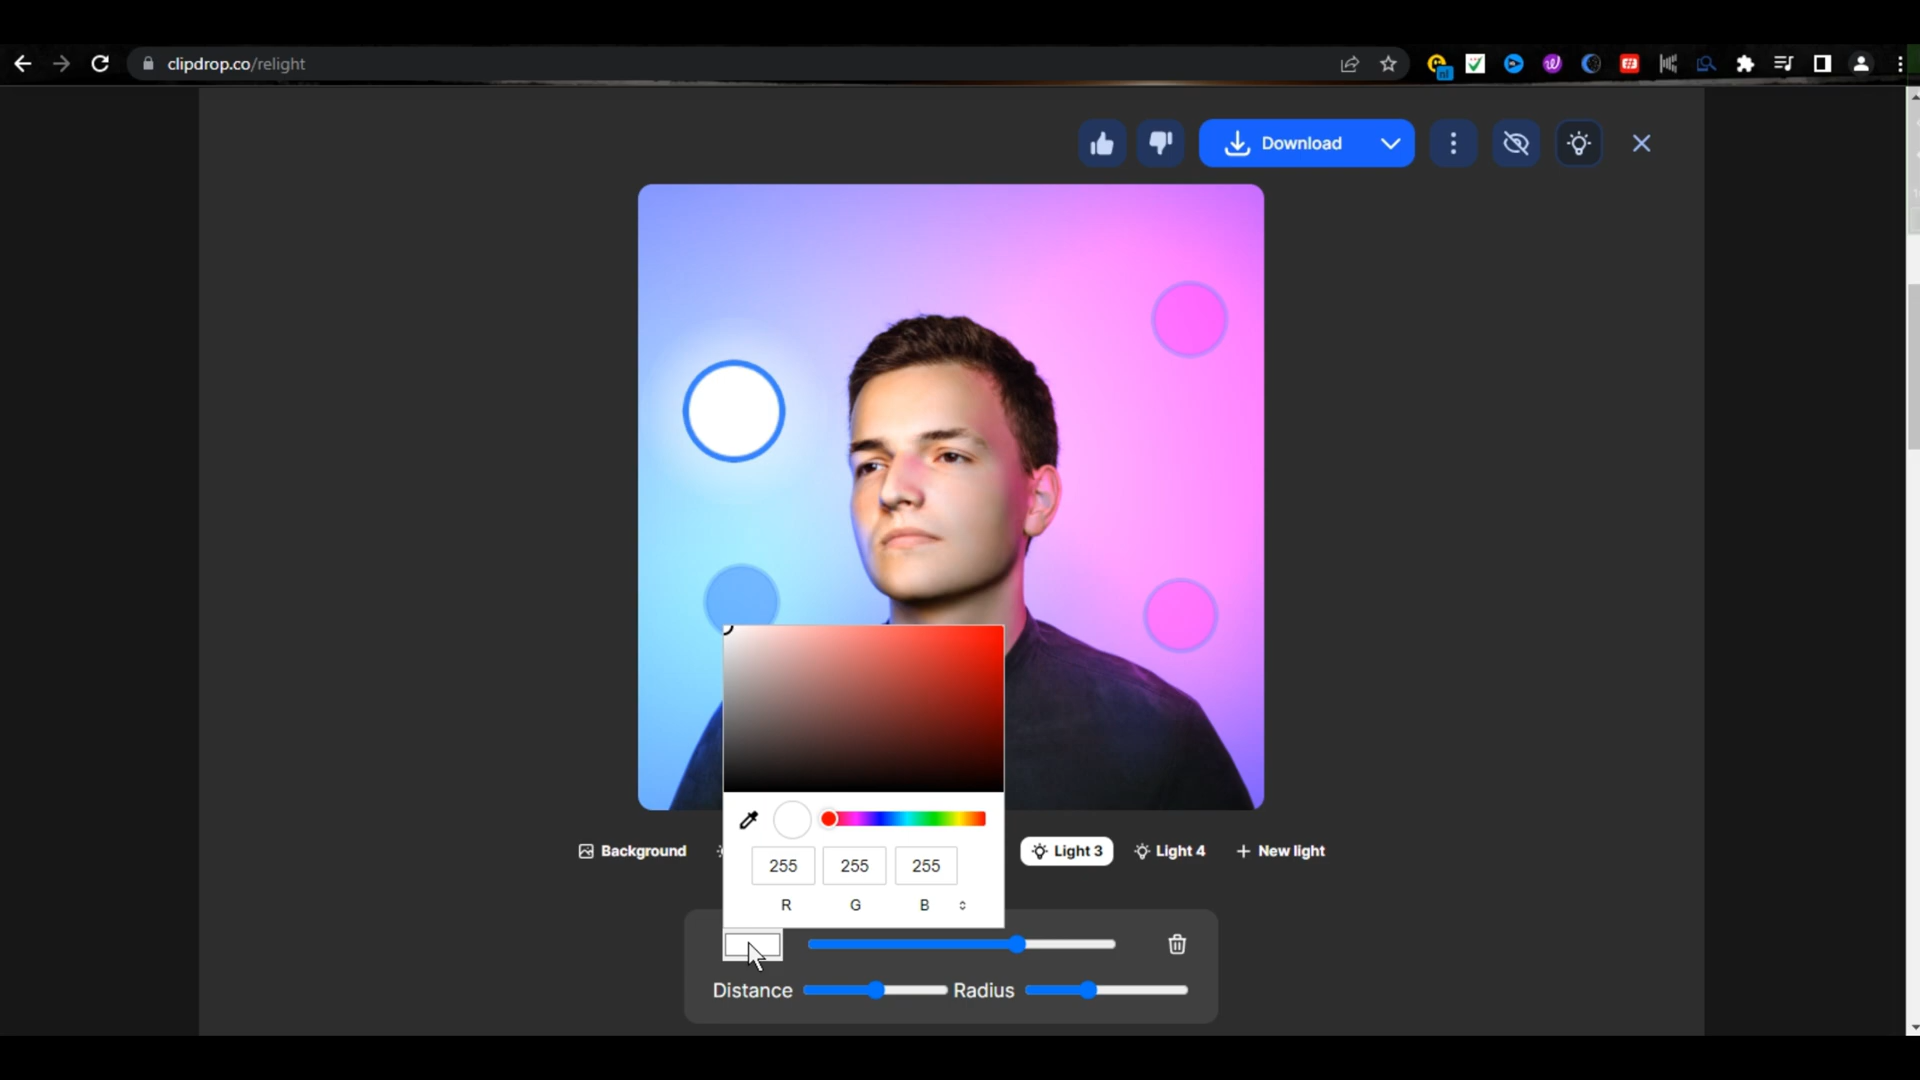 clipdrop.co/relight
Download
Background
Light 3
Light 4
+ New light
255 255 255
R G B
Distance
Radius